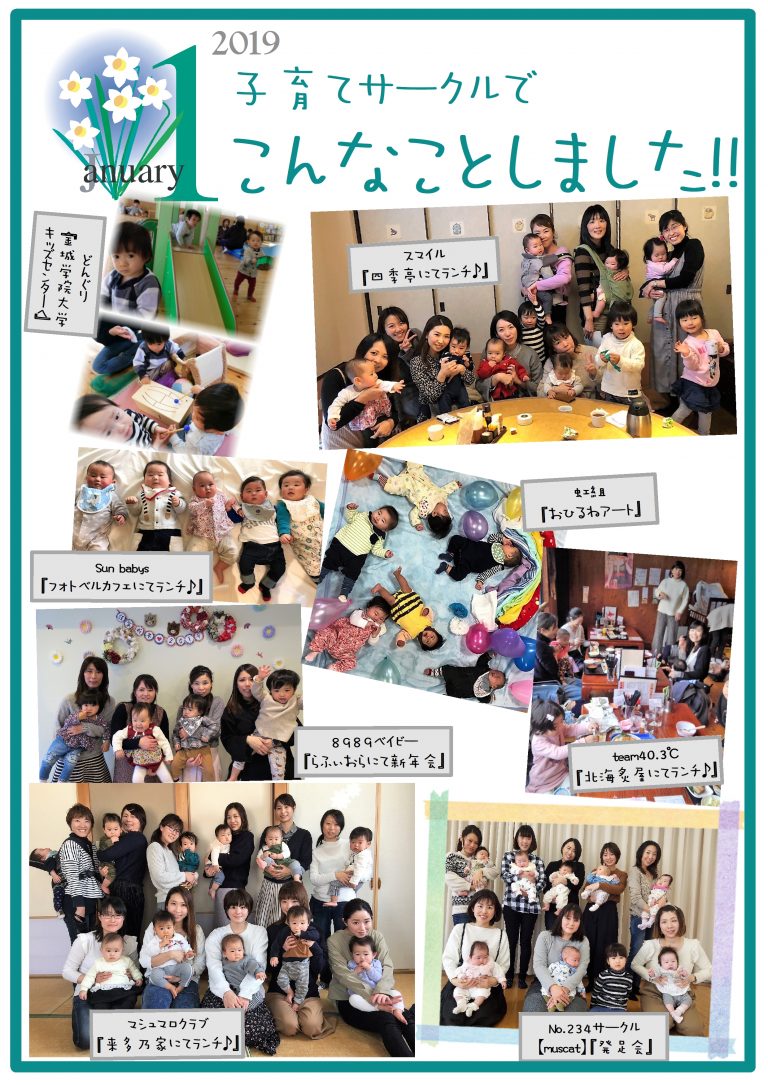 2019
1
January
子育てサークルで
こんなことしました!!
どんぐり
『金城学院大学
キッズセンター』
スマイル
『四季亭にてランチ♪』
Sun babys
『フォトベルカフェにてランチ♪』
虹組
『おひるねアート』
8989ベイビー
『らふぃおらにて新年会』
team40.3℃
『北海炙屋にてランチ♪』
マシュマロクラブ
『来多乃家にてランチ♪』
No.234サークル
【muscat】『発足会』